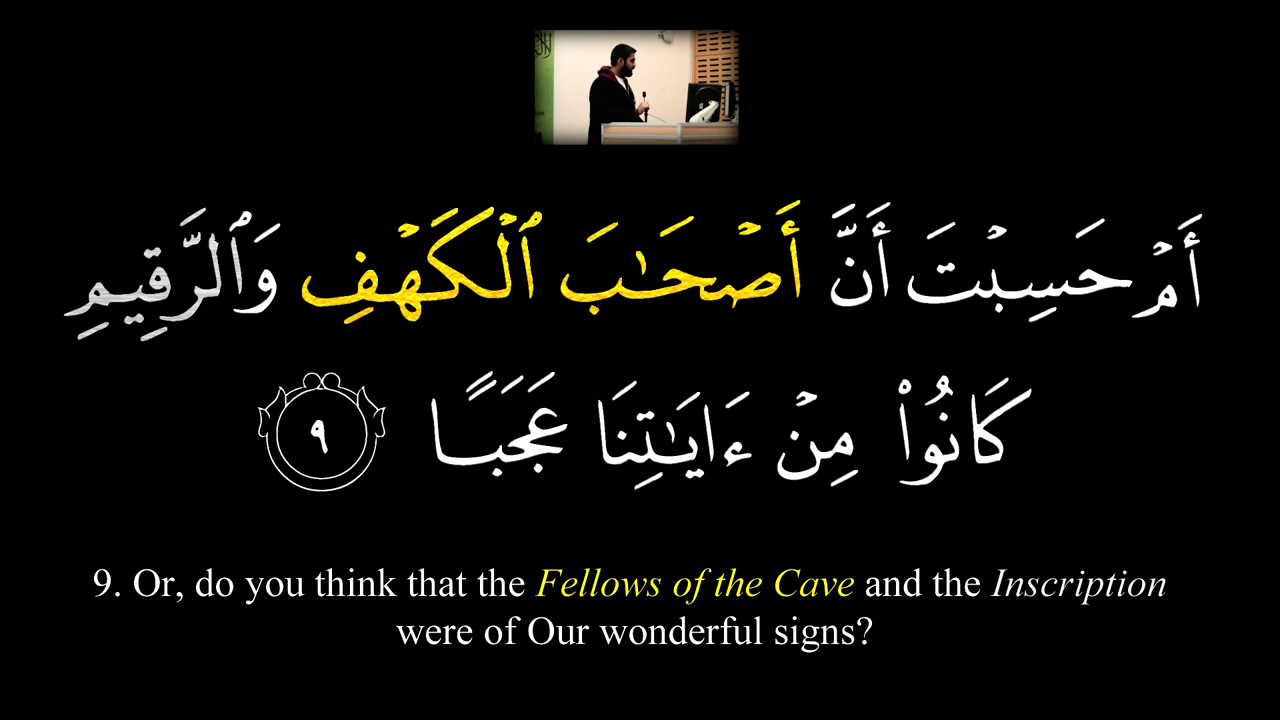 أَمْ حَسِبْتَ أَنَّ أَصْحَٰبَ ٱلْكَهْفِ وَٱلرَّقِيمِ
كَانُوا۟ مِنْ ءَايَٰتِنَا عَجَبًا ٩
9. Or, do you think that the Fellows of the Cave and the Inscription
were of Our wonderful signs?